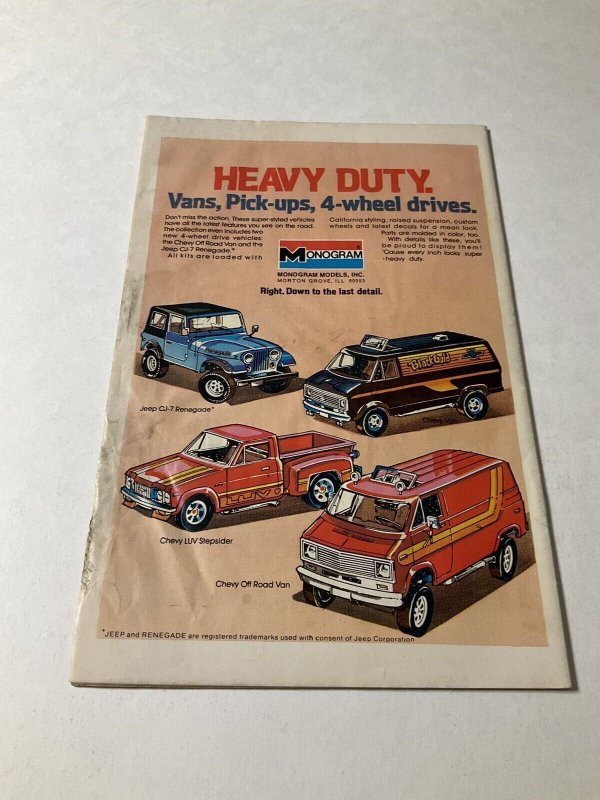 HEAVY DUTY.
Vans, Pick-ups, 4-wheel drives.
Don't miss the action. These super-styled vehicles
have all the latest features you see on the road.
The collection even includes two
new 4-wheel drive vehicles:
the Chevy Off Road Van and the
Jeep CJ-7 Renegade.*
All kits are loaded with
California styling, raised suspension, custom
wheels and latest decals for a mean look.
Parts are molded in color, too.
With details like these, you'll
be proud to display them!
'Cause every inch looks super
-heavy duty.
MONOGRAM
MONOGRAM MODELS, INC.
MORTON GROVE, ILL 60053
Right. Down to the last detail.
Renegade
Jeep CJ-7 Renegade*
Black Gold
Chevy Van
LUV
Chevy LUV Stepsider
Chevy Off Road Van
*JEEP and RENEGADE are registered trademarks used with consent of Jeep Corporation